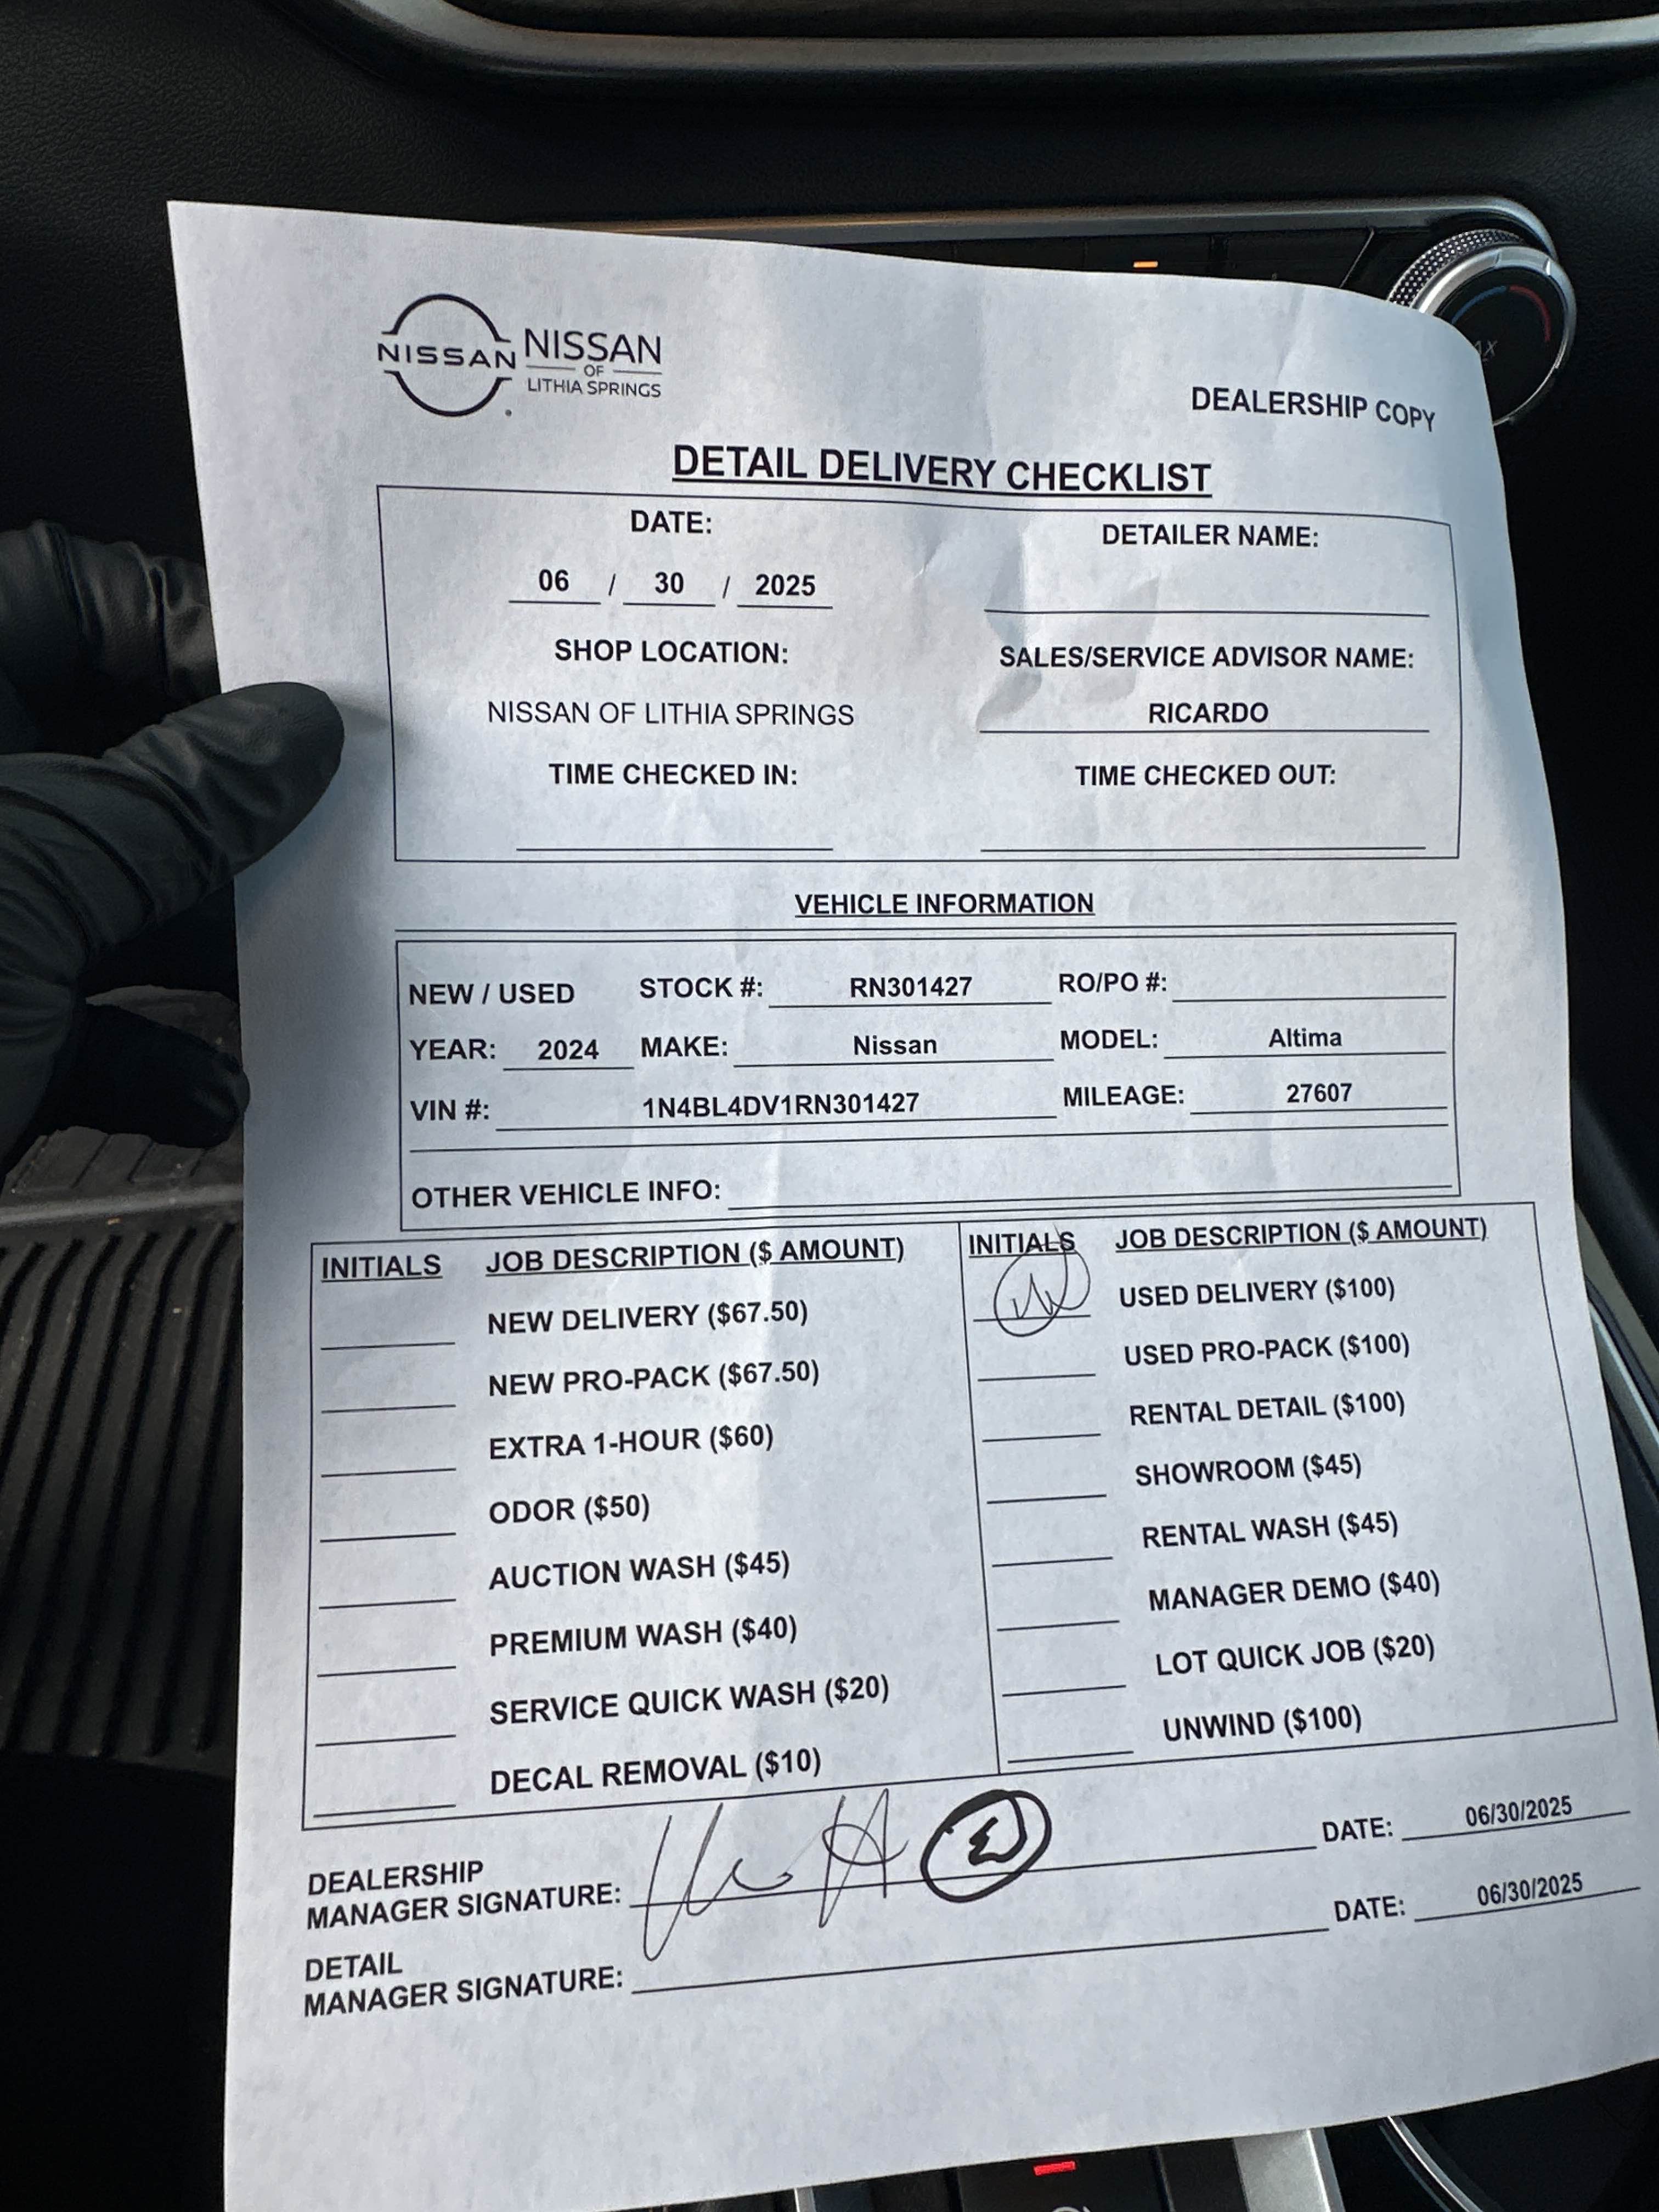 NISSAN
NISSAN
OF
LITHIA SPRINGS
DEALERSHIP COPY
DETAIL DELIVERY CHECKLIST
DATE:
06 / 30 / 2025
DETAILER NAME:
SHOP LOCATION:
NISSAN OF LITHIA SPRINGS
SALES/SERVICE ADVISOR NAME:
RICARDO
TIME CHECKED IN:
TIME CHECKED OUT:
VEHICLE INFORMATION
NEW / USED STOCK #: RN301427 RO/PO #:
YEAR: 2024 MAKE: Nissan MODEL: Altima
VIN #: 1N4BL4DV1RN301427 MILEAGE: 27607
OTHER VEHICLE INFO:
INITIALS JOB DESCRIPTION ($ AMOUNT)
NEW DELIVERY ($67.50)
NEW PRO-PACK ($67.50)
EXTRA 1-HOUR ($60)
ODOR ($50)
AUCTION WASH ($45)
PREMIUM WASH ($40)
SERVICE QUICK WASH ($20)
DECAL REMOVAL ($10)
INITIALS JOB DESCRIPTION ($ AMOUNT)
USED DELIVERY ($100)
USED PRO-PACK ($100)
RENTAL DETAIL ($100)
SHOWROOM ($45)
RENTAL WASH ($45)
MANAGER DEMO ($40)
LOT QUICK JOB ($20)
UNWIND ($100)
DEALERSHIP
MANAGER SIGNATURE: DATE: 06/30/2025
DETAIL
MANAGER SIGNATURE: DATE: 06/30/2025